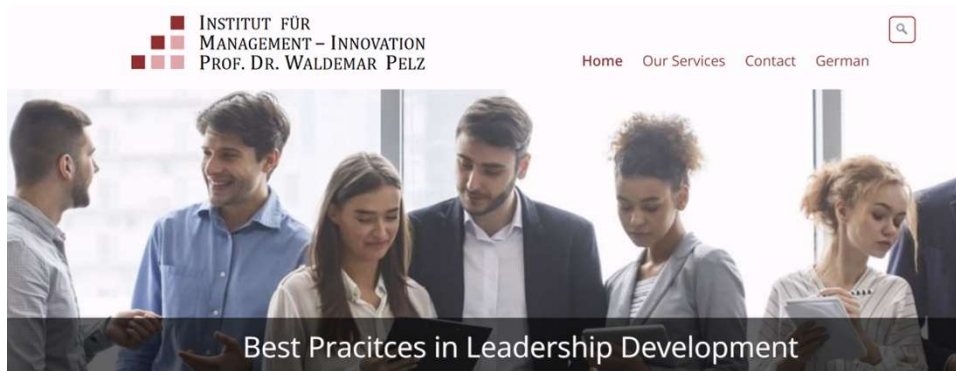 INSTITUT FÜR
MANAGEMENT – INNOVATION
PROF. DR. WALDEMAR PELZ
Home Our Services Contact German
Best Pracitces in Leadership Development